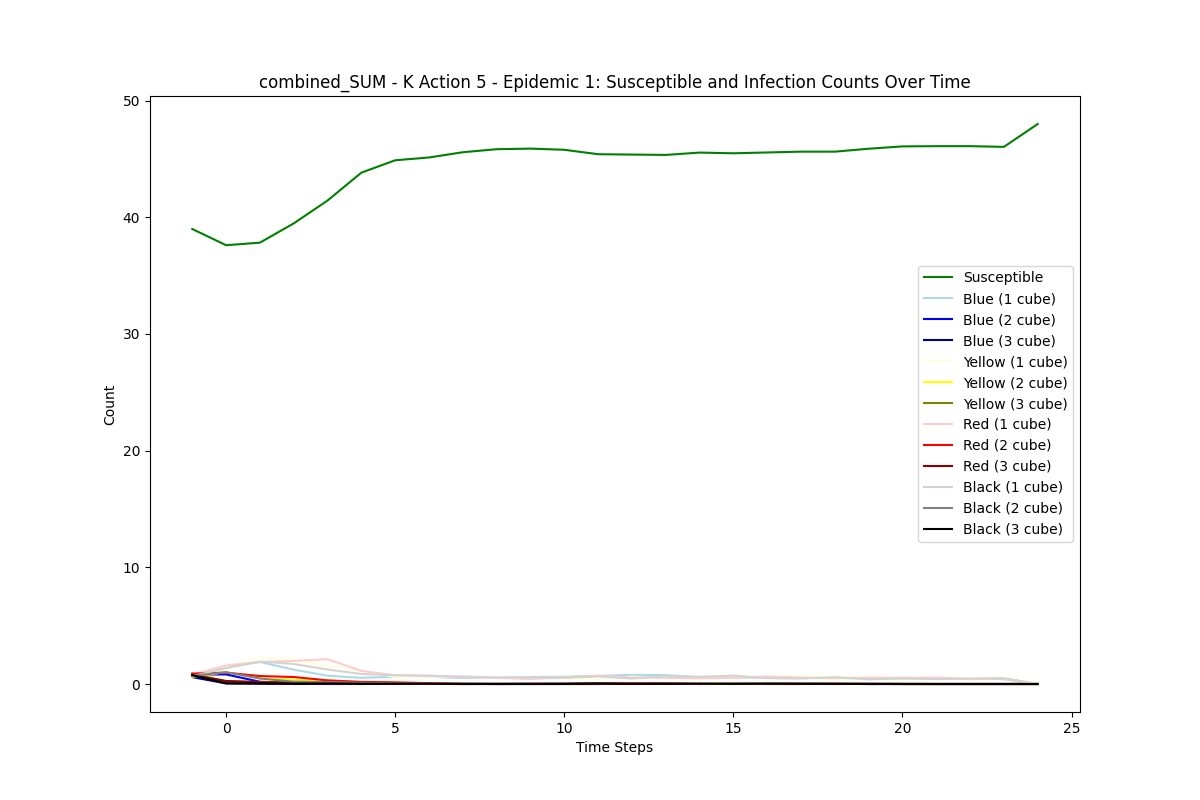 combined_SUM - K Action 5 - Epidemic 1: Susceptible and Infection Counts Over Time
50
40
30
20
10
0
Count
Susceptible
Blue (1 cube)
Blue (2 cube)
Blue (3 cube)
Yellow (1 cube)
Yellow (2 cube)
Yellow (3 cube)
Red (1 cube)
Red (2 cube)
Red (3 cube)
Black (1 cube)
Black (2 cube)
Black (3 cube)
0 5 10 15 20 25
Time Steps